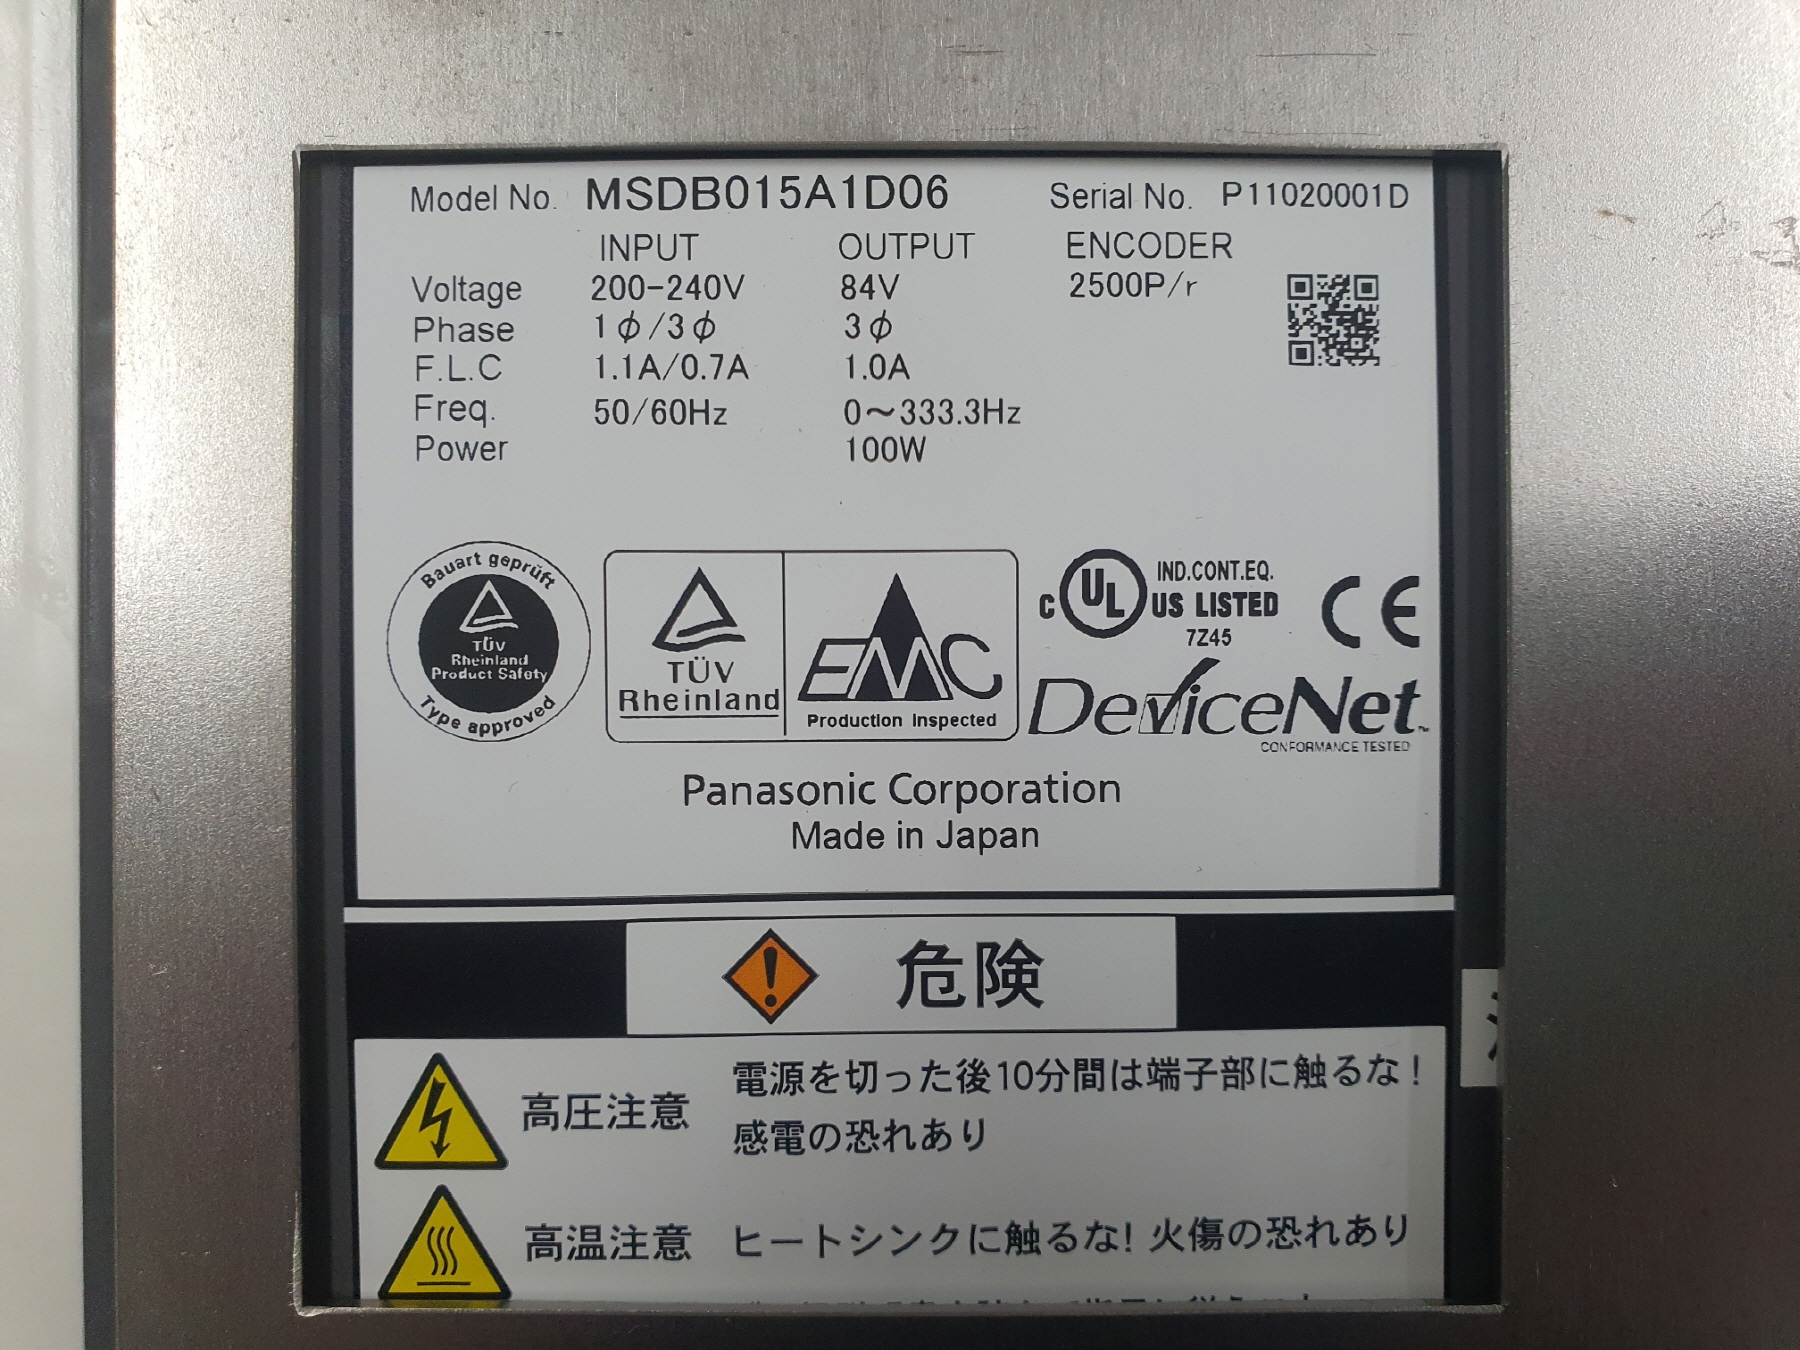 Model No. MSDB015A1D06 Serial No. P11020001D
INPUT OUTPUT ENCODER
Voltage 200-240V 84V 2500P/r
Phase 1ϕ/3ϕ 3ϕ
F.L.C 1.1A/0.7A 1.0A
Freq. 50/60Hz 0～333.3Hz
Power 100W
Bauart geprüft
TÜV
Rheinland
Product Safety
Type approved
TÜV
Rheinland
EMC
Production Inspected
C UL US LISTED
IND.CONT.EQ.
7Z45
CE
DeviceNet™
CONFORMANCE TESTED
Panasonic Corporation
Made in Japan
危険
高圧注意 電源を切った後10分間は端子部に触るな!
感電の恐れあり
高温注意 ヒートシンクに触るな! 火傷の恐れあり